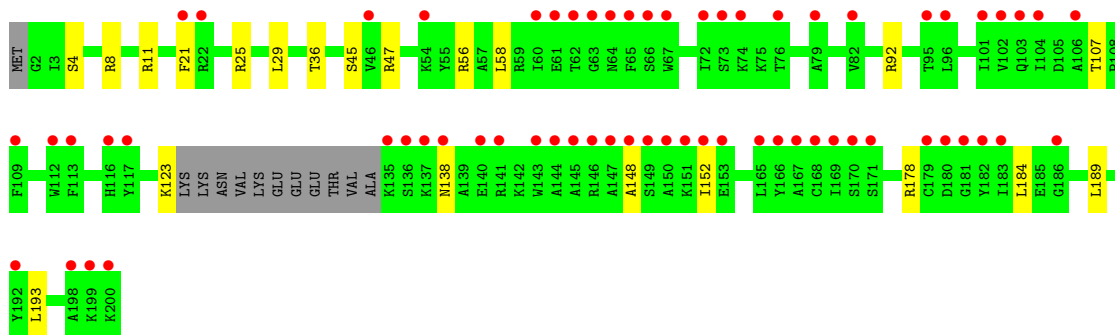 MET G2 I3 S4 R8 R11 F21 R22 R25 L29 T36 S45 V46 R47 K54 Y55 R56 A57 L58 R59 I60 E61 T62 G63 N64 F65 S66 W67 I72 S73 K74 K75 T76 A79 V82 R92 T95 L96 I101 V102 Q103 I104 D105 A106 T107 P108
F109 W112 F113 H116 Y117 K123 LYS LYS ASN VAL LYS GLU GLU GLU THR VAL ALA K135 S136 K137 N138 A139 E140 R141 K142 W143 A144 A145 R146 A147 A148 S149 A150 K151 I152 E153 L165 Y166 A167 C168 I169 S170 S171 R178 C179 D180 G181 Y182 I183 L184 E185 G186 L189
Y192 L193 A198 K199 K200